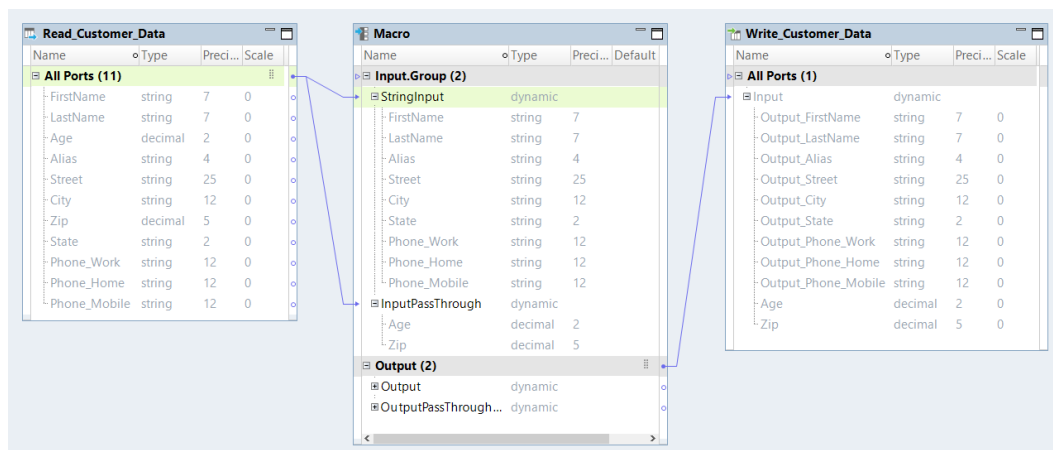 Read_Customer_Data
Name Type Preci... Scale
All Ports (11)
FirstName string 7 0
LastName string 7 0
Age decimal 2 0
Alias string 4 0
Street string 25 0
City string 12 0
Zip decimal 5 0
State string 2 0
Phone_Work string 12 0
Phone_Home string 12 0
Phone_Mobile string 12 0
Macro
Name Type Preci... Default
Input.Group (2)
StringInput dynamic
FirstName string 7
LastName string 7
Alias string 4
Street string 25
City string 12
State string 2
Phone_Work string 12
Phone_Home string 12
Phone_Mobile string 12
InputPassThrough dynamic
Age decimal 2
Zip decimal 5
Output (2)
Output dynamic
OutputPassThrough... dynamic
Write_Customer_Data
Name Type Preci... Scale
All Ports (1)
Input dynamic
Output_FirstName string 7 0
Output_LastName string 7 0
Output_Alias string 4 0
Output_Street string 25 0
Output_City string 12 0
Output_State string 2 0
Output_Phone_Work string 12 0
Output_Phone_Home string 12 0
Output_Phone_Mobile string 12 0
Age decimal 2 0
Zip decimal 5 0